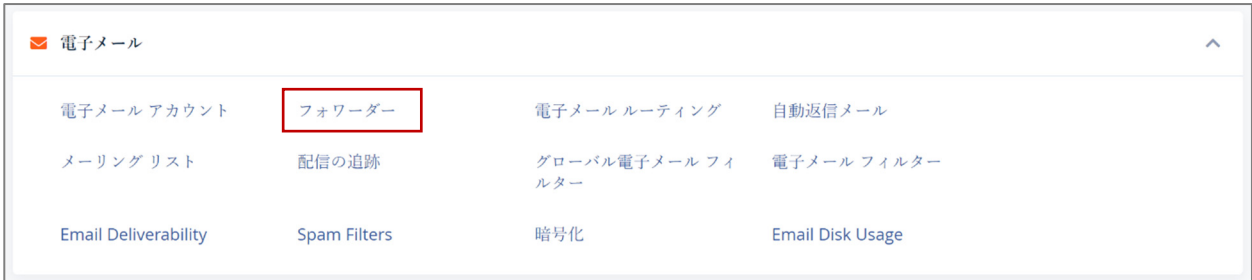 電子メール
電子メール アカウント
フォワーダー
電子メール ルーティング
自動返信メール
メーリング リスト
配信の追跡
グローバル電子メール フィ
ルター
電子メール フィルター
Email Deliverability
Spam Filters
暗号化
Email Disk Usage